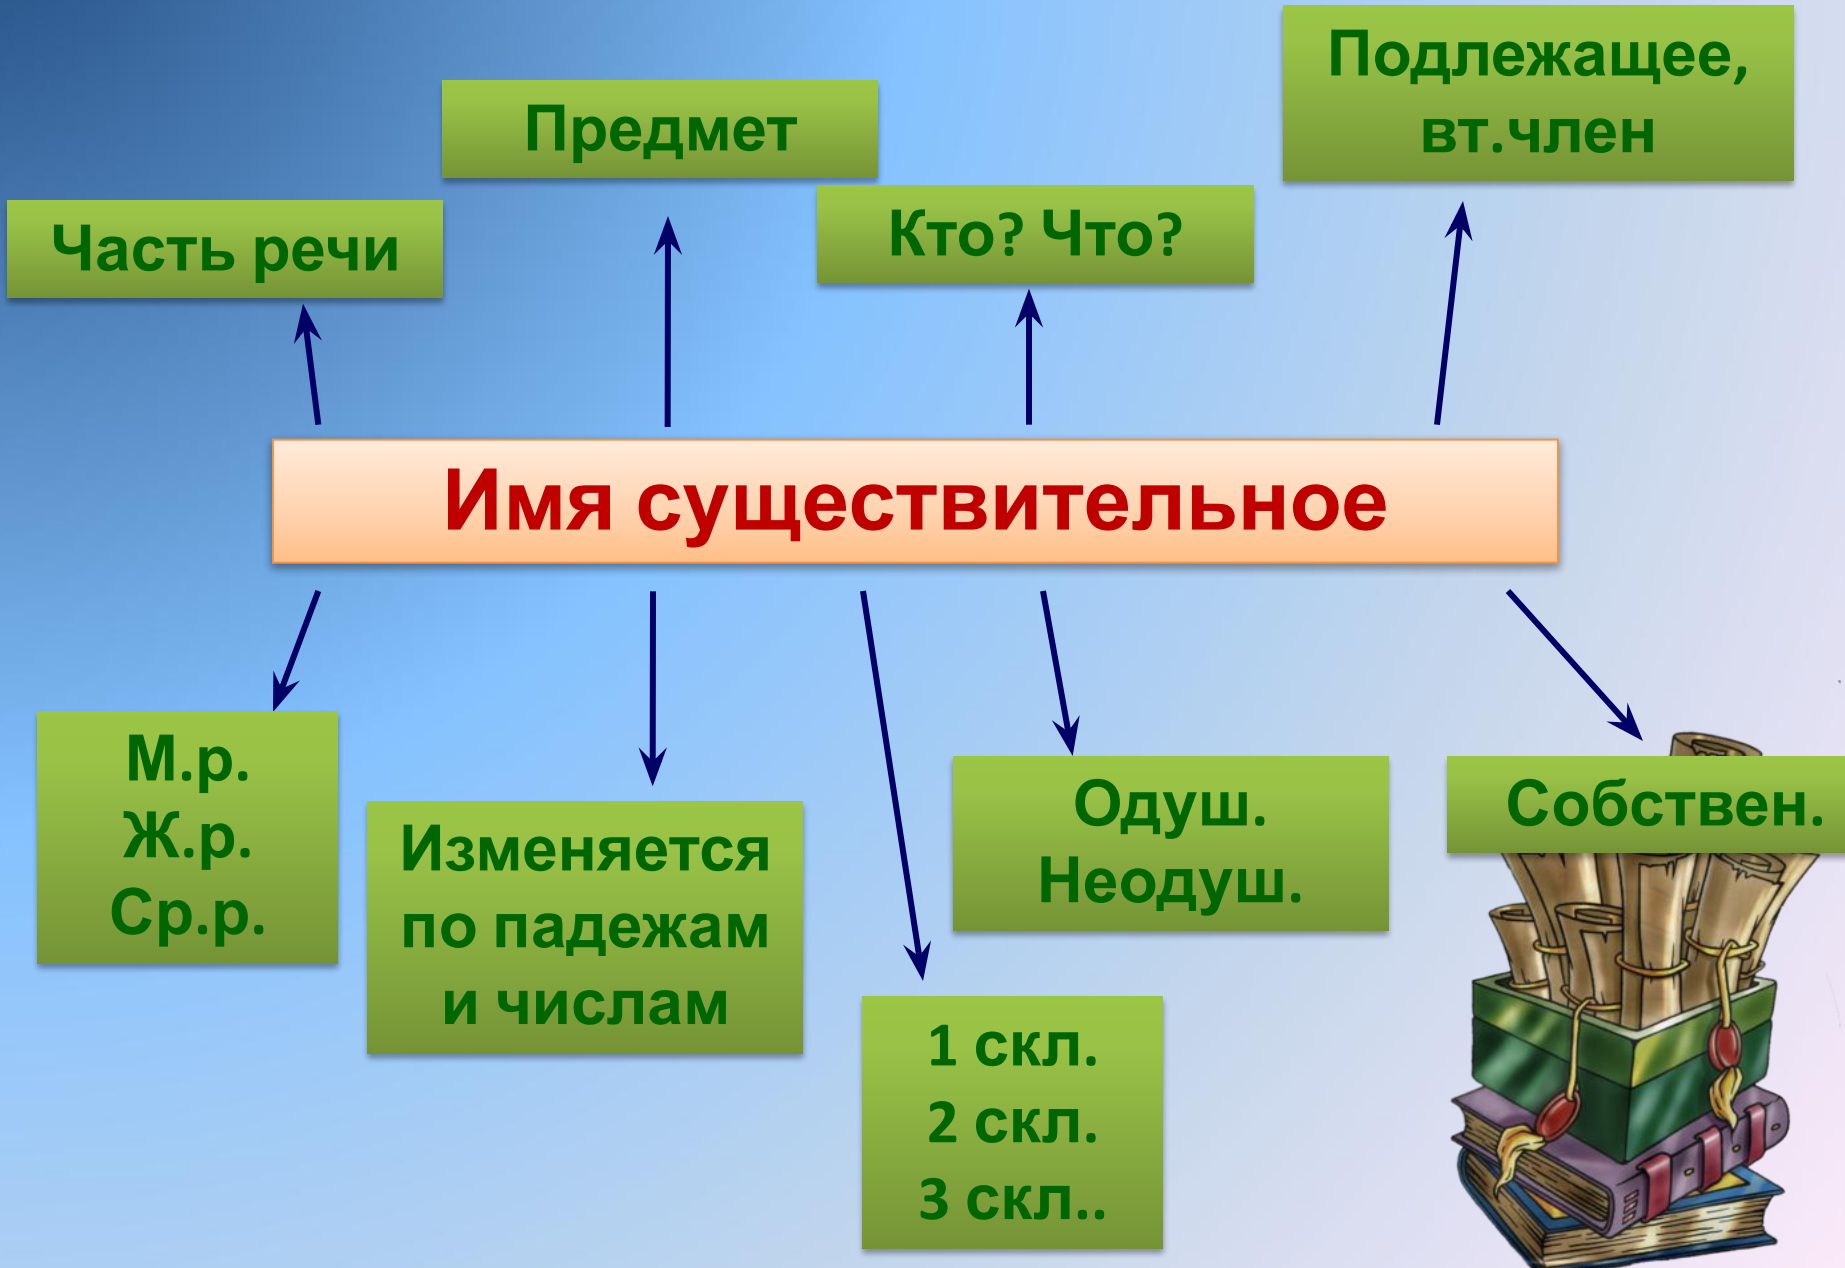 Подлежащее,
вт.член
Предмет
Кто? Что?
Часть речи
Имя существительное
М.р.
Ж.р.
Ср.р.
Изменяется
по падежам
и числам
1 скл.
2 скл.
3 скл..
Одуш.
Неодуш.
Собствен.